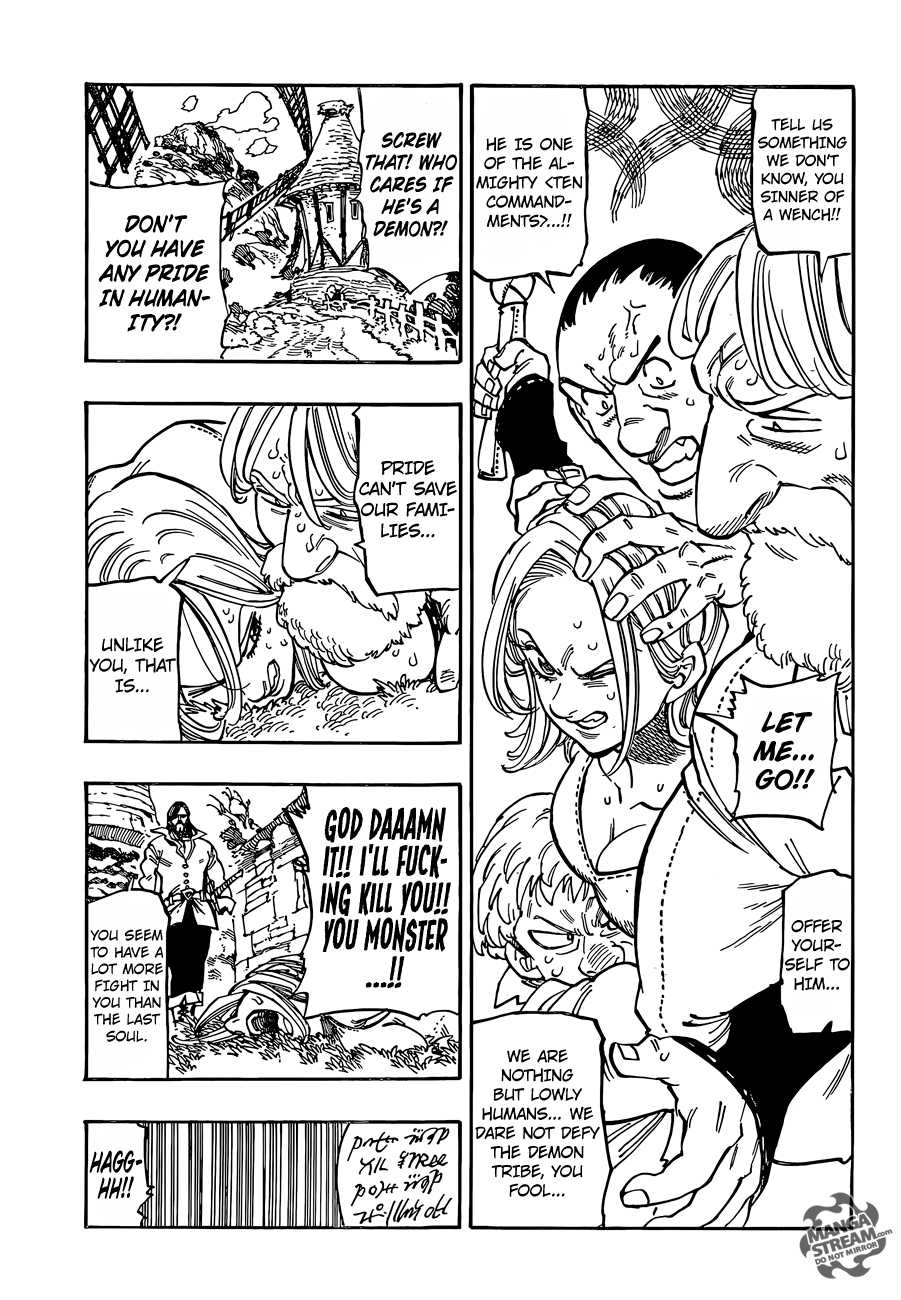 TELL US
SOMETHING
WE DON'T
KNOW, YOU
SINNER
OF A WENCH!!
HE IS ONE
OF THE AL-
MIGHTY <TEN
COMMAND-
MENTS>...!!
LET
ME...
GO!!
OFFER
YOUR-
SELF TO
HIM...
WE ARE
NOTHING
BUT LOWLY
HUMANS... WE
DARE NOT DEFY
THE DEMON
TRIBE, YOU
FOOL...
SCREW
THAT! WHO
CARES IF
HE'S A
DEMON?!
DON'T
YOU HAVE
ANY PRIDE
IN HUMAN-
ITY?!
PRIDE
CAN'T SAVE
OUR FAMI-
LIES...
UNLIKE
YOU, THAT
IS...
GOD DAAAMN
IT!! I'LL FUCK-
ING KILL YOU!!
YOU MONSTER
...!!
YOU SEEM
TO HAVE A
LOT MORE
FIGHT IN
YOU THAN
THE LAST
SOUL.
HAGG-
HH!!
MANGA
STREAM.com
DO NOT MIRROR